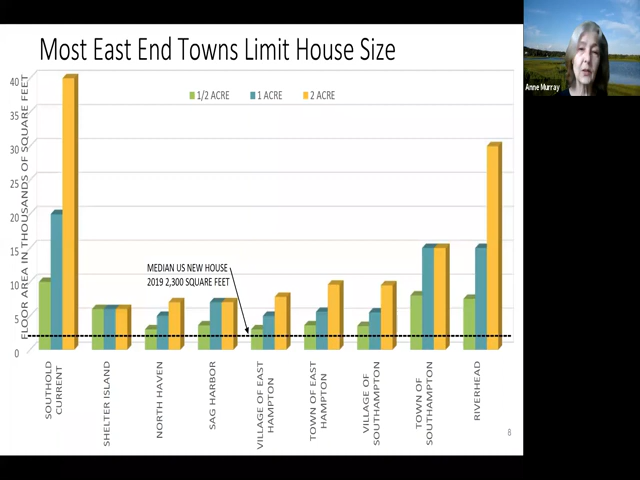 Most East End Towns Limit House Size
Anne Murray
1/2 ACRE
1 ACRE
2 ACRE
FLOOR AREA IN THOUSANDS OF SQUARE FEET
40
35
30
25
20
15
10
5
0
MEDIAN US NEW HOUSE
2019 2,300 SQUARE FEET
SOUTHOLD
CURRENT
SHELTER ISLAND
NORTH HAVEN
SAG HARBOR
VILLAGE OF EAST
HAMPTON
TOWN OF EAST
HAMPTON
VILLAGE OF
SOUTHAMPTON
TOWN OF
SOUTHAMPTON
RIVERHEAD
8